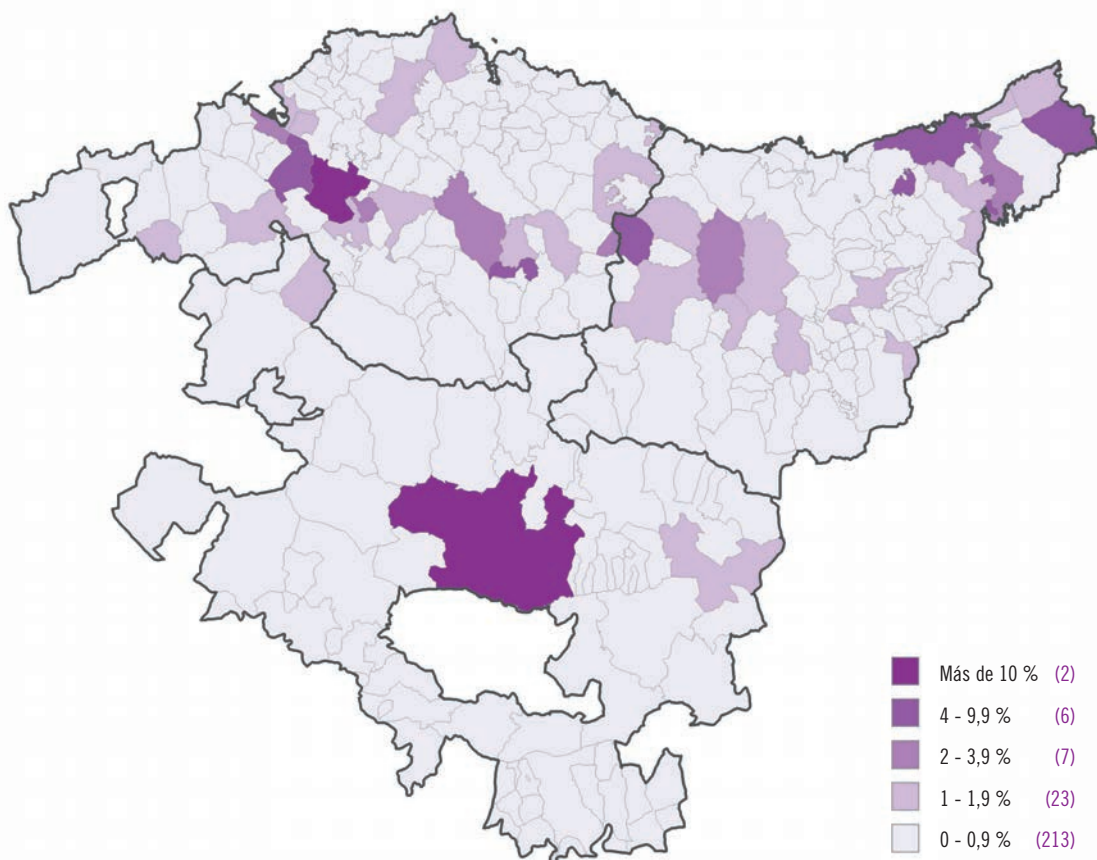 Más de 10 % (2)
4 - 9,9 % (6)
2 - 3,9 % (7)
1 - 1,9 % (23)
0 - 0,9 % (213)